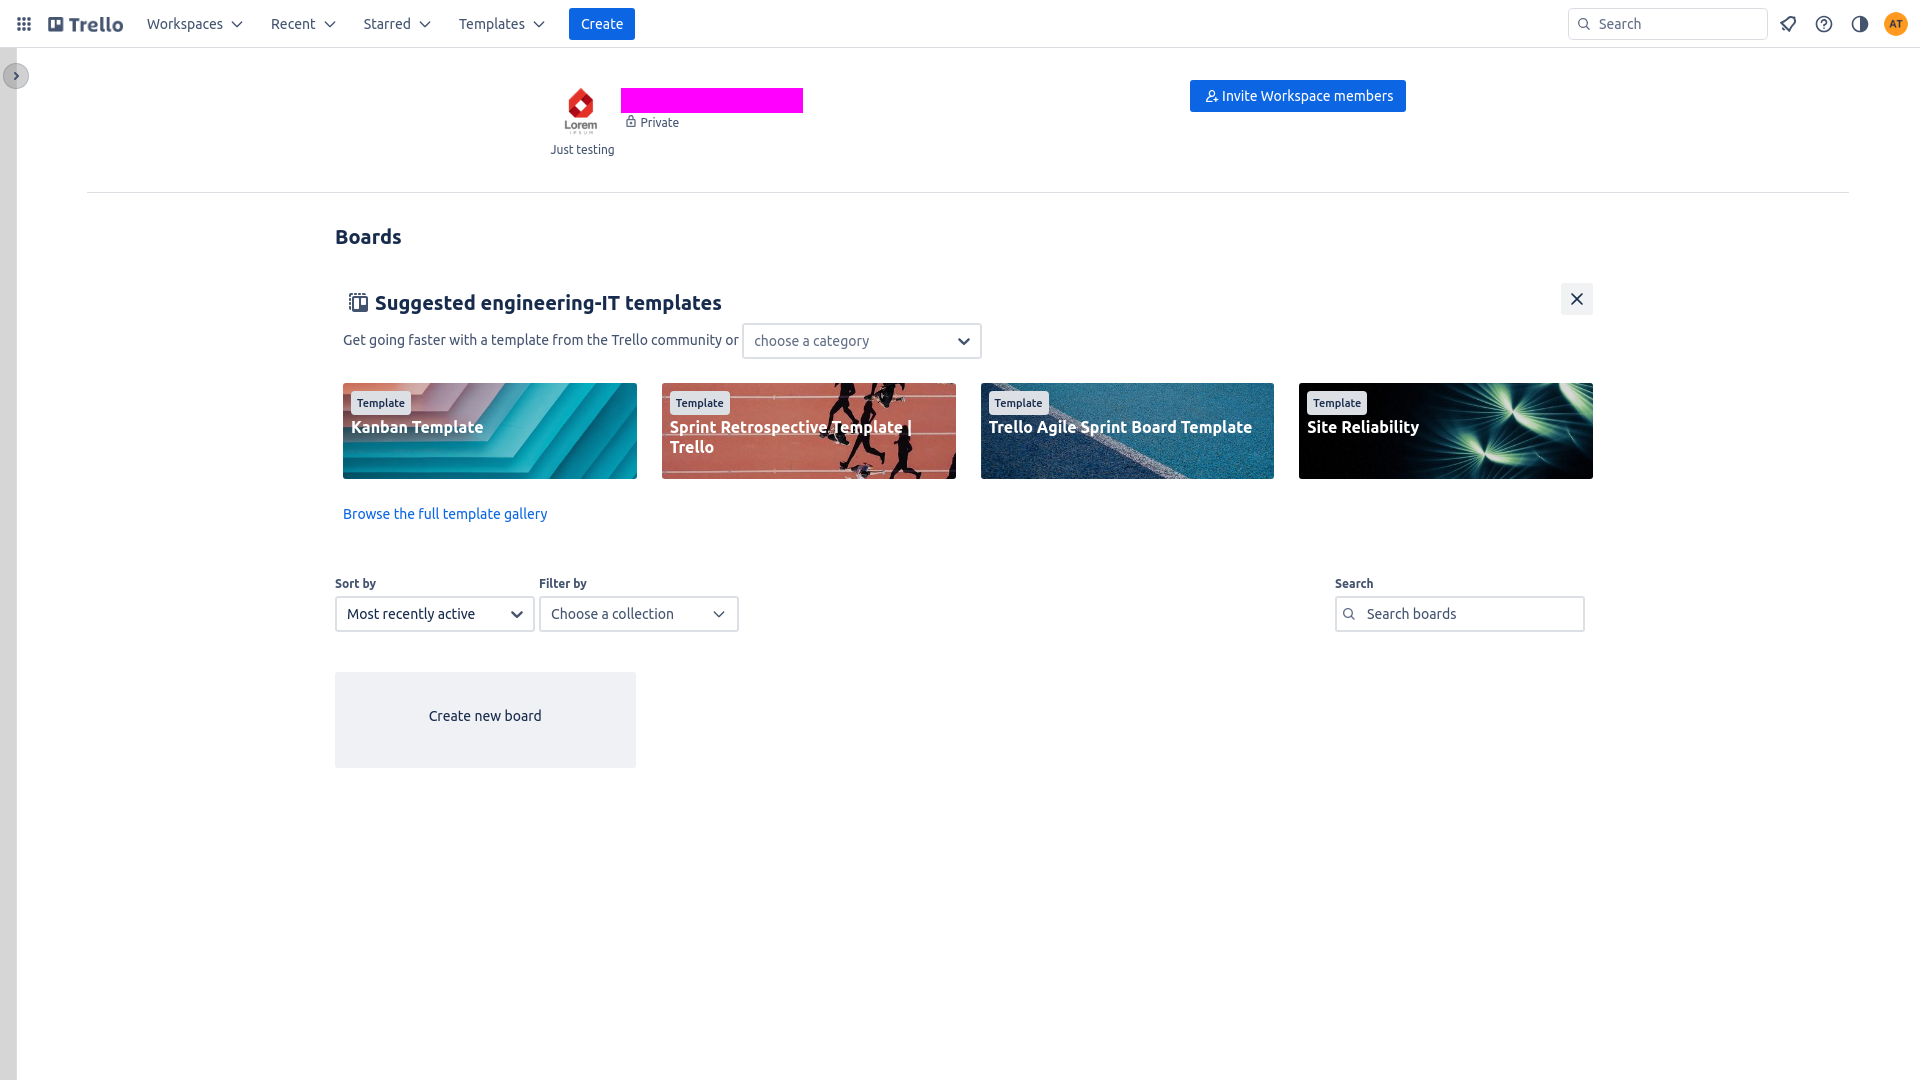 Trello
Workspaces
Recent
Starred
Templates
Create
Search
AT
Lorem
IPSUM
Private
Just testing
Invite Workspace members
Boards
Suggested engineering-IT templates
Get going faster with a template from the Trello community or
choose a category
Template
Kanban Template
Template
Sprint Retrospective Template |
Trello
Template
Trello Agile Sprint Board Template
Template
Site Reliability
Browse the full template gallery
Sort by
Most recently active
Filter by
Choose a collection
Search
Search boards
Create new board